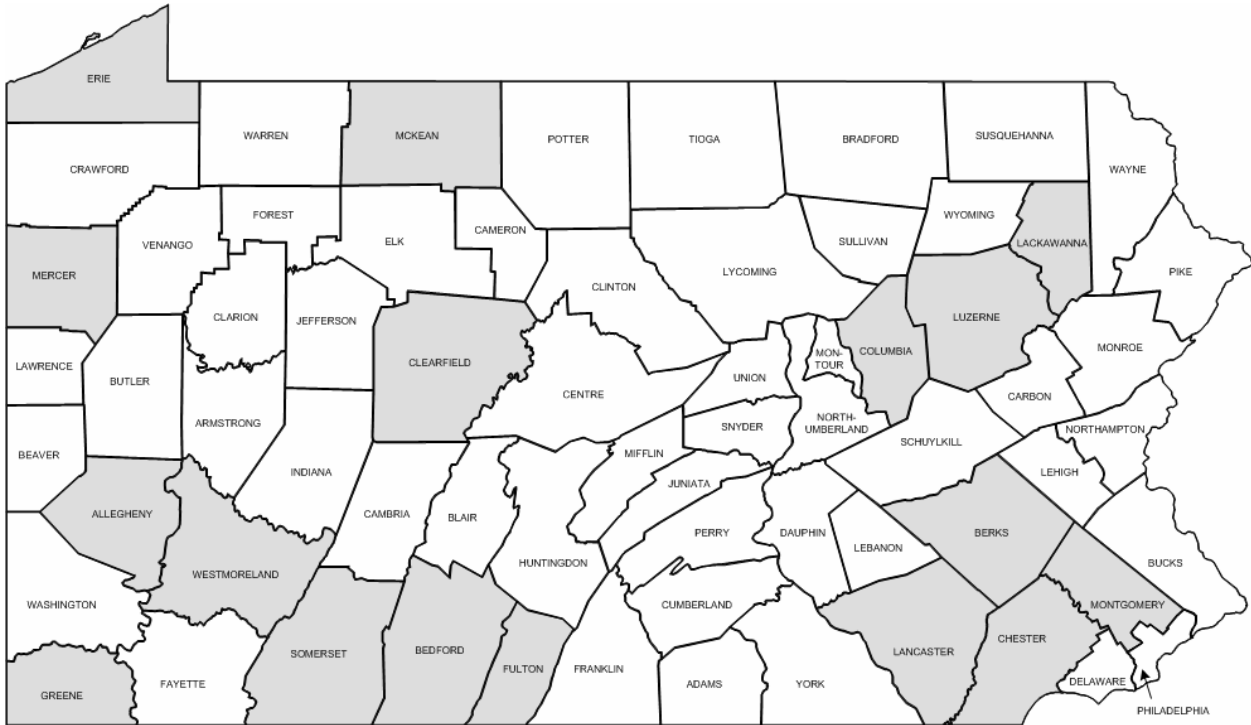 ERIE
WARREN
MCKEAN
POTTER
TIOGA
BRADFORD
SUSQUEHANNA
CRAWFORD
WAYNE
FOREST
WYOMING
VENANGO
ELK
CAMERON
SULLIVAN
LACKAWANNA
MERCER
LYCOMING
PIKE
CLINTON
CLARION
JEFFERSON
LUZERNE
LAWRENCE
CLEARFIELD
COLUMBIA
MONROE
BUTLER
MON-
TOUR
UNION
CENTRE
CARBON
ARMSTRONG
SNYDER
NORTH-
UMBERLAND
NORTHAMPTON
SCHUYLKILL
BEAVER
MIFFLIN
INDIANA
LEHIGH
JUNIATA
ALLEGHENY
CAMBRIA
BLAIR
PERRY
DAUPHIN
BERKS
LEBANON
HUNTINGDON
BUCKS
WESTMORELAND
WASHINGTON
CUMBERLAND
MONTGOMERY
CHESTER
SOMERSET
BEDFORD
LANCASTER
FULTON
FRANKLIN
GREENE
FAYETTE
ADAMS
YORK
DELAWARE
PHILADELPHIA